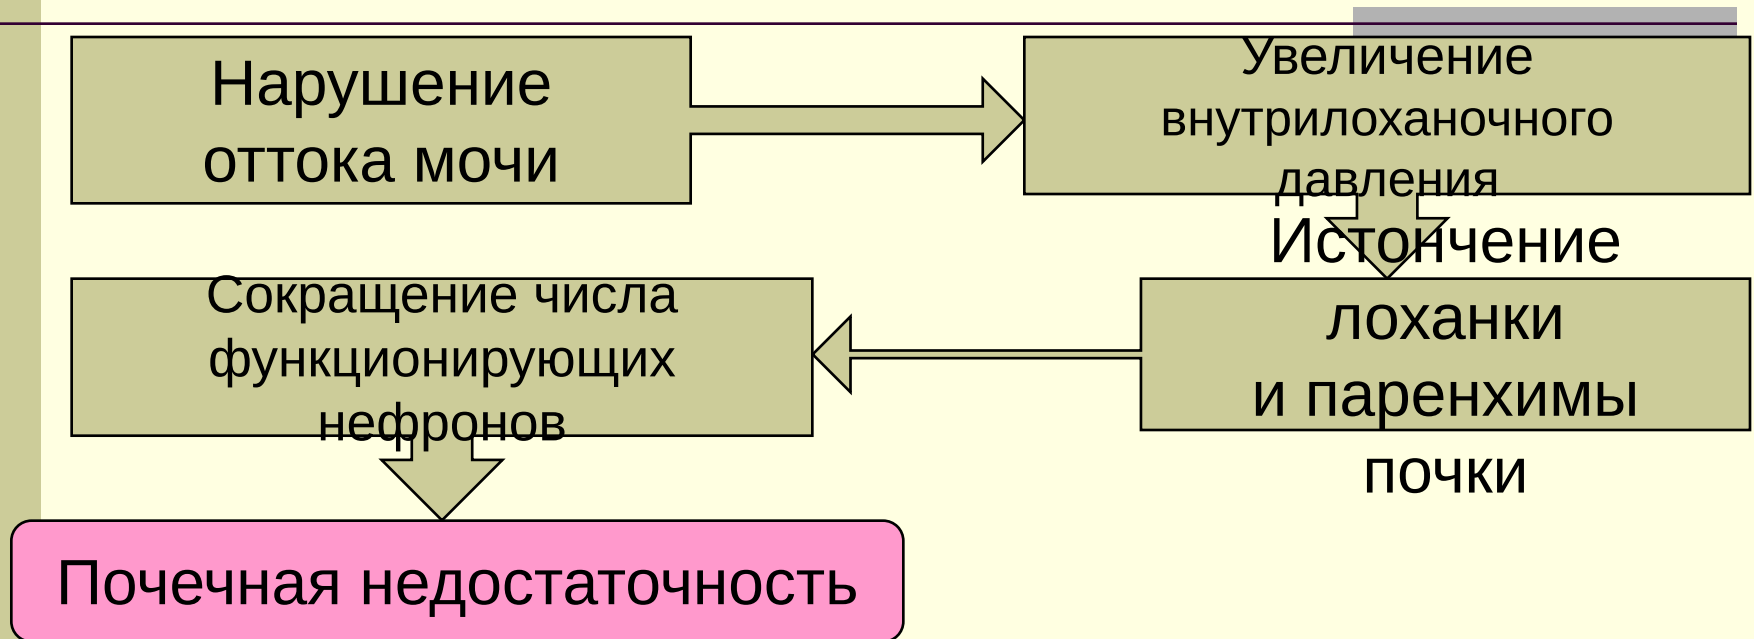 Нарушение
оттока мочи
Увеличение
внутрилоханочного
давления
Истончение
лоханки
и паренхимы
почки
Сокращение числа
функционирующих
нефронов
Почечная недостаточность